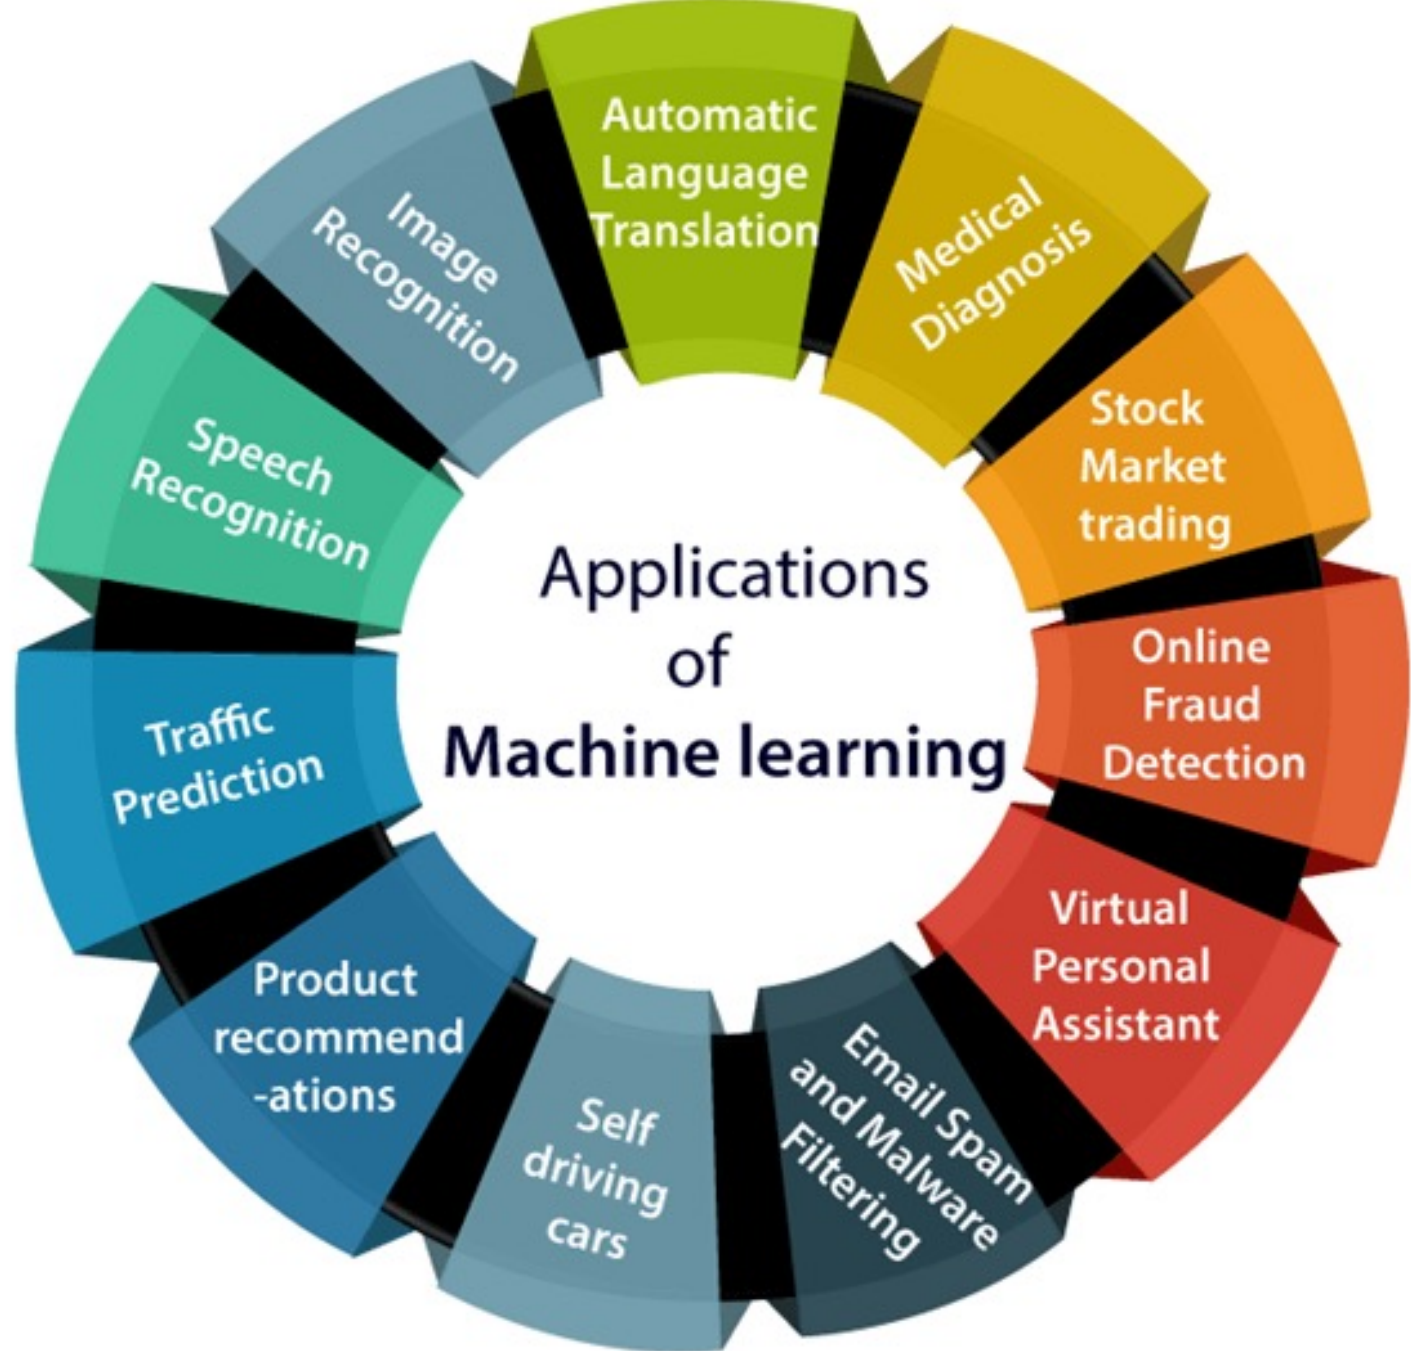 Applications
of
Machine learning
Automatic
Language
Translation
Medical
Diagnosis
Stock
Market
trading
Online
Fraud
Detection
Virtual
Personal
Assistant
Email Spam
and Malware
Filtering
Self
driving
cars
Product
recommend
-ations
Traffic
Prediction
Speech
Recognition
Image
Recognition